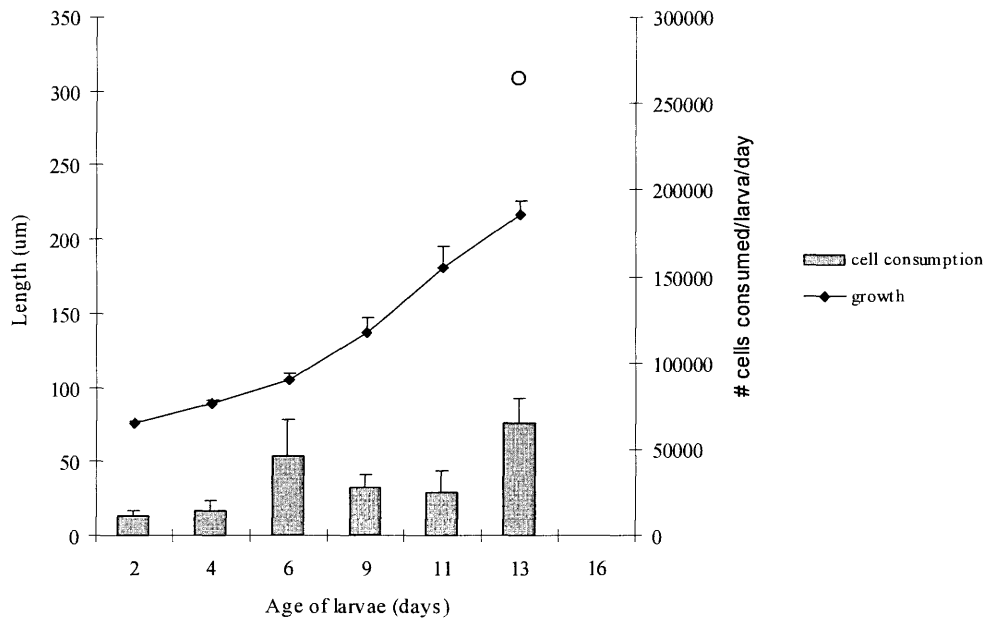 350
300
250
200
150
100
50
0
Length (um)
300000
250000
200000
150000
100000
50000
0
# cells consumed/larva/day
2 4 6 9 11 13 16
Age of larvae (days)
cell consumption
growth